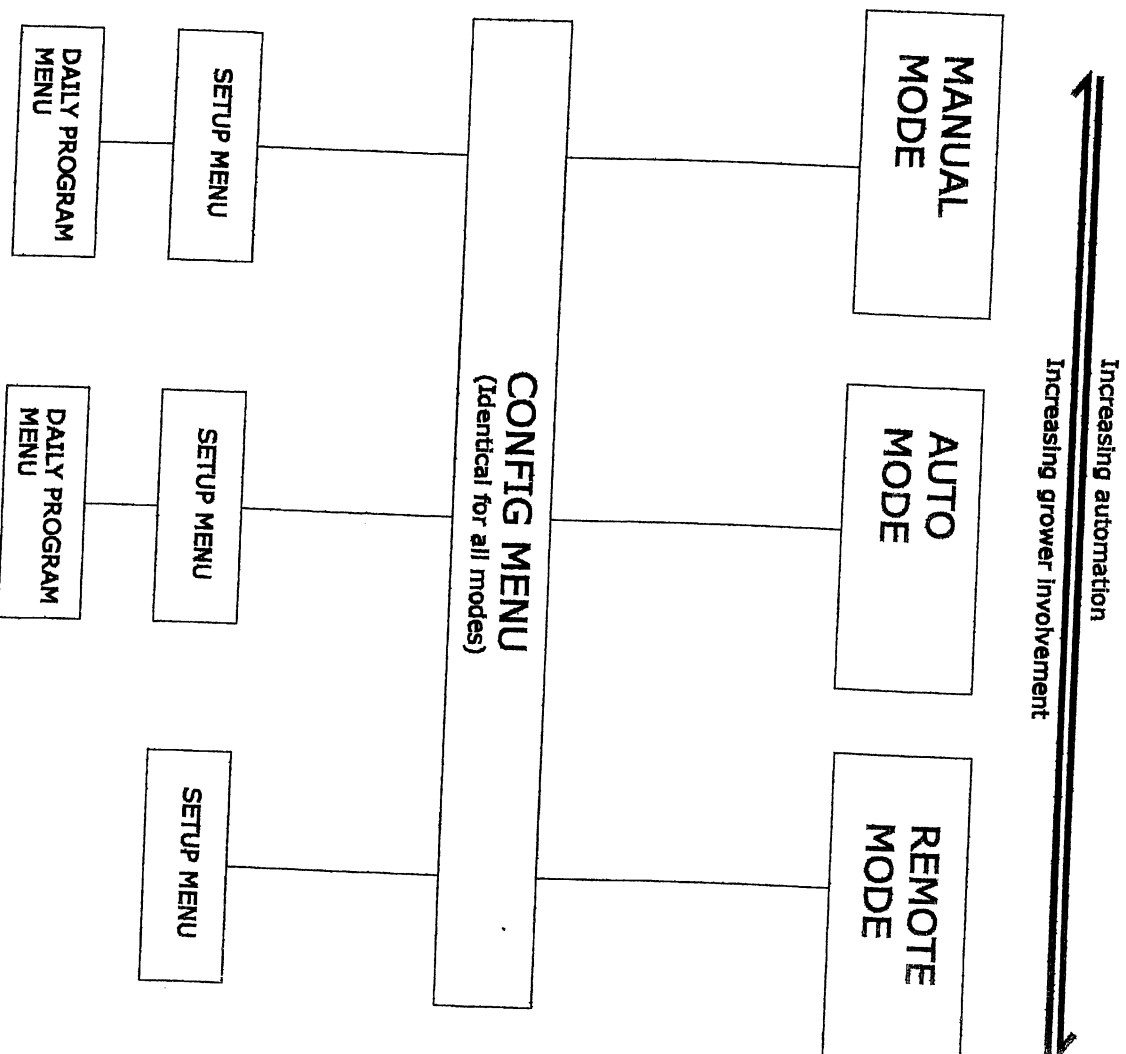 Increasing automation
Increasing grower involvement
MANUAL
MODE
AUTO
MODE
REMOTE
MODE
CONFIG MENU
(Identical for all modes)
SETUP MENU
SETUP MENU
SETUP MENU
DAILY PROGRAM
MENU
DAILY PROGRAM
MENU